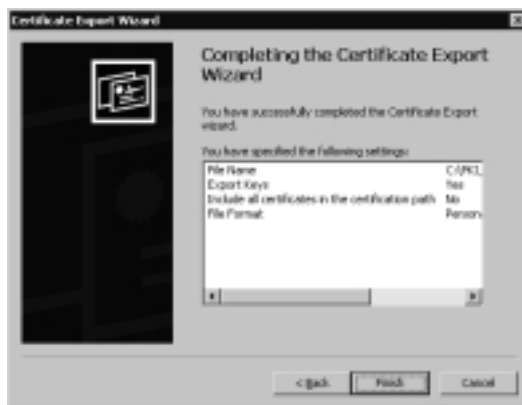 Certificate Export Wizard
Completing the Certificate Export
Wizard
You have successfully completed the Certificate Export
wizard.
You have specified the following settings:
File Name
Export Keys Yes
Include all certificates in the certification path No
File Format Person
< Back Finish Cancel